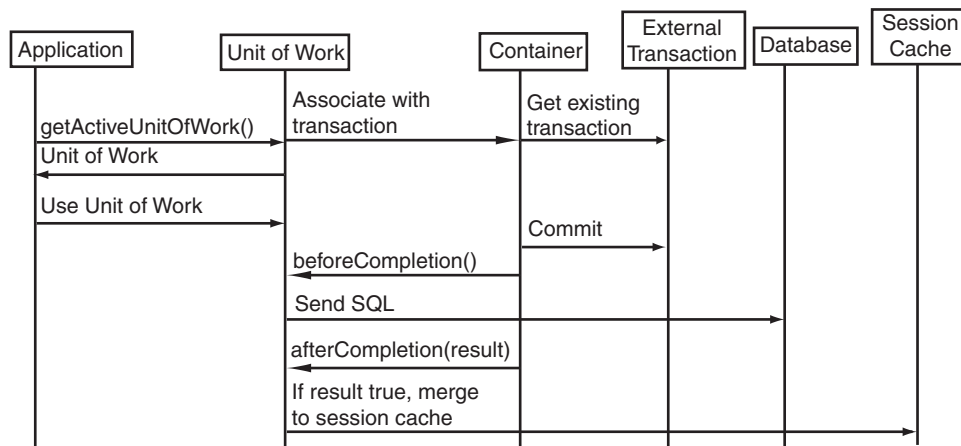 Application
Unit of Work
Container
External
Transaction
Database
Session
Cache
getActiveUnitOfWork()
Associate with
transaction
Get existing
transaction
Unit of Work
Use Unit of Work
Commit
beforeCompletion()
Send SQL
afterCompletion(result)
If result true, merge
to session cache